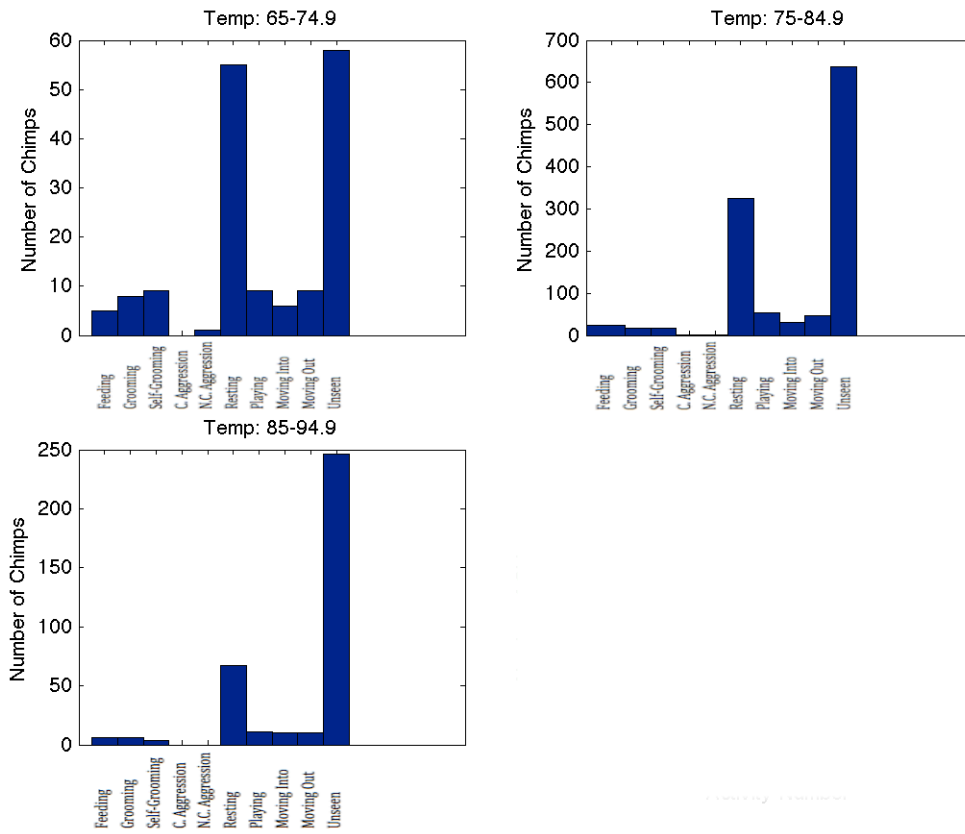 Temp: 65-74.9
60
50
40
30
20
10
0
Number of Chimps
Feeding
Grooming
Self-Grooming
C. Aggression
N.C. Aggression
Resting
Playing
Moving Into
Moving Out
Unseen
Temp: 75-84.9
700
600
500
400
300
200
100
0
Number of Chimps
Feeding
Grooming
Self-Grooming
C. Aggression
N.C. Aggression
Resting
Playing
Moving Into
Moving Out
Unseen
Temp: 85-94.9
250
200
150
100
50
0
Number of Chimps
Feeding
Grooming
Self-Grooming
C. Aggression
N.C. Aggression
Resting
Playing
Moving Into
Moving Out
Unseen